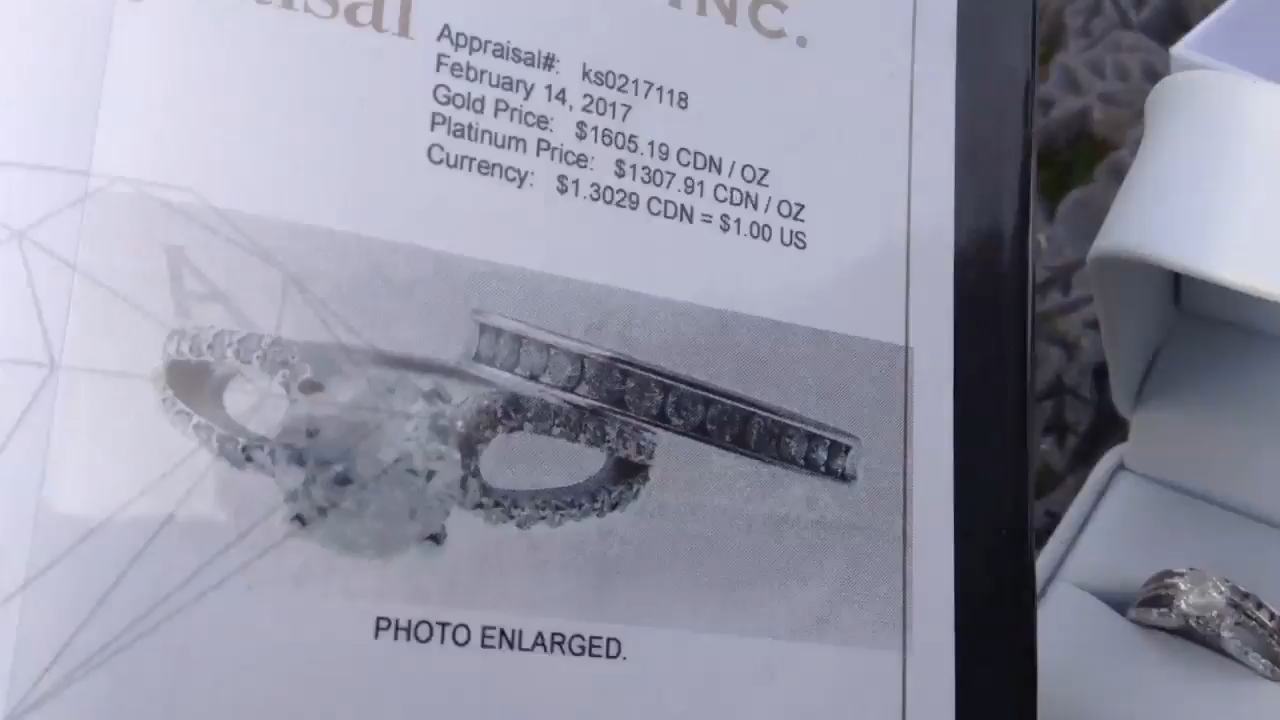 INC.
Appraisal#: ks0217118
February 14, 2017
Gold Price: $1605.19 CDN / OZ
Platinum Price: $1307.91 CDN / OZ
Currency: $1.3029 CDN = $1.00 US
PHOTO ENLARGED.